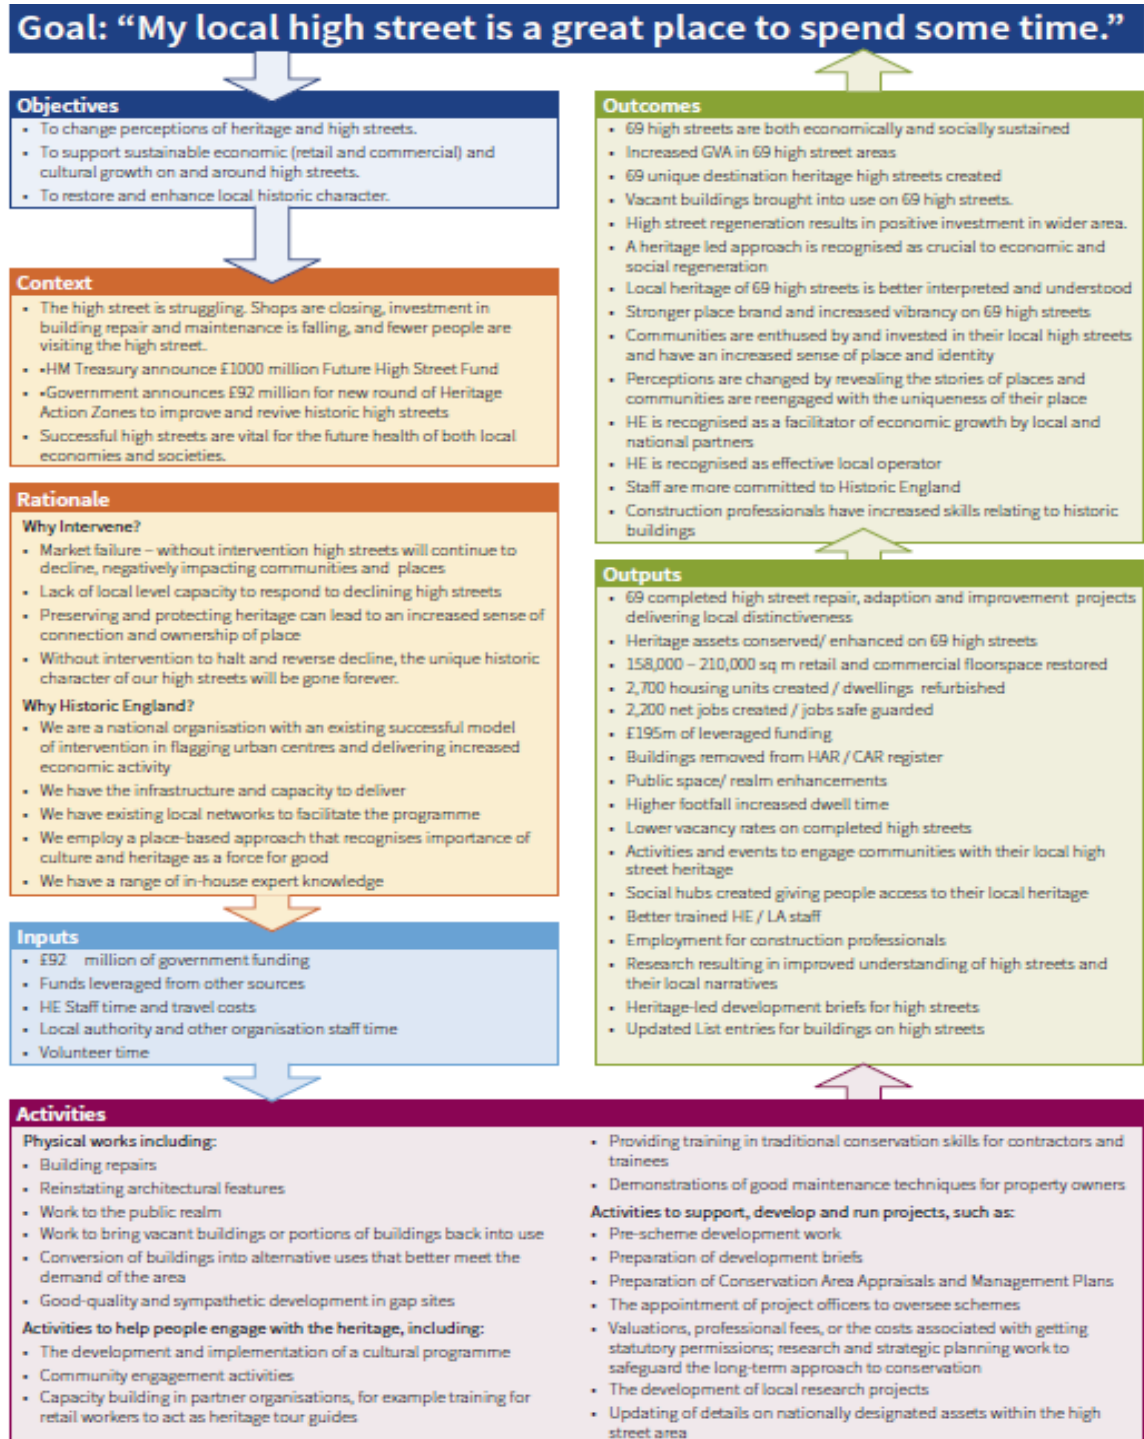 Goal: “My local high street is a great place to spend some time.”
Objectives
• To change perceptions of heritage and high streets.
• To support sustainable economic (retail and commercial) and
cultural growth on and around high streets.
• To restore and enhance local historic character.
Context
• The high street is struggling. Shops are closing, investment in
building repair and maintenance is falling, and fewer people are
visiting the high street.
• •HM Treasury announce £1000 million Future High Street Fund
• •Government announces £92 million for new round of Heritage
Action Zones to improve and revive historic high streets
• Successful high streets are vital for the future health of both local
economies and societies.
Rationale
Why Intervene?
• Market failure – without intervention high streets will continue to
decline, negatively impacting communities and places
• Lack of local level capacity to respond to declining high streets
• Preserving and protecting heritage can lead to an increased sense of
connection and ownership of place
• Without intervention to halt and reverse decline, the unique historic
character of our high streets will be gone forever.
Why Historic England?
• We are a national organisation with an existing successful model
of intervention in flagging urban centres and delivering increased
economic activity
• We have the infrastructure and capacity to deliver
• We have existing local networks to facilitate the programme
• We employ a place-based approach that recognises importance of
culture and heritage as a force for good
• We have a range of in-house expert knowledge
Inputs
• £92 million of government funding
• Funds leveraged from other sources
• HE Staff time and travel costs
• Local authority and other organisation staff time
• Volunteer time
Activities
Physical works including:
• Building repairs
• Reinstating architectural features
• Work to the public realm
• Work to bring vacant buildings or portions of buildings back into use
• Conversion of buildings into alternative uses that better meet the
demand of the area
• Good-quality and sympathetic development in gap sites
Activities to help people engage with the heritage, including:
• The development and implementation of a cultural programme
• Community engagement activities
• Capacity building in partner organisations, for example training for
retail workers to act as heritage tour guides
• Providing training in traditional conservation skills for contractors and
trainees
• Demonstrations of good maintenance techniques for property owners
Activities to support, develop and run projects, such as:
• Pre-scheme development work
• Preparation of development briefs
• Preparation of Conservation Area Appraisals and Management Plans
• The appointment of project officers to oversee schemes
• Valuations, professional fees, or the costs associated with getting
statutory permissions; research and strategic planning work to
safeguard the long-term approach to conservation
• The development of local research projects
• Updating of details on nationally designated assets within the high
street area
Outputs
• 69 completed high street repair, adaption and improvement projects
delivering local distinctiveness
• Heritage assets conserved/ enhanced on 69 high streets
• 158,000 – 210,000 sq m retail and commercial floorspace restored
• 2,700 housing units created / dwellings refurbished
• 2,200 net jobs created / jobs safe guarded
• £195m of leveraged funding
• Buildings removed from HAR / CAR register
• Public space/ realm enhancements
• Higher footfall increased dwell time
• Lower vacancy rates on completed high streets
• Activities and events to engage communities with their local high
street heritage
• Social hubs created giving people access to their local heritage
• Better trained HE / LA staff
• Employment for construction professionals
• Research resulting in improved understanding of high streets and
their local narratives
• Heritage-led development briefs for high streets
• Updated List entries for buildings on high streets
Outcomes
• 69 high streets are both economically and socially sustained
• Increased GVA in 69 high street areas
• 69 unique destination heritage high streets created
• Vacant buildings brought into use on 69 high streets.
• High street regeneration results in positive investment in wider area.
• A heritage led approach is recognised as crucial to economic and
social regeneration
• Local heritage of 69 high streets is better interpreted and understood
• Stronger place brand and increased vibrancy on 69 high streets
• Communities are enthused by and invested in their local high streets
and have an increased sense of place and identity
• Perceptions are changed by revealing the stories of places and
communities are reengaged with the uniqueness of their place
• HE is recognised as a facilitator of economic growth by local and
national partners
• HE is recognised as effective local operator
• Staff are more committed to Historic England
• Construction professionals have increased skills relating to historic
buildings